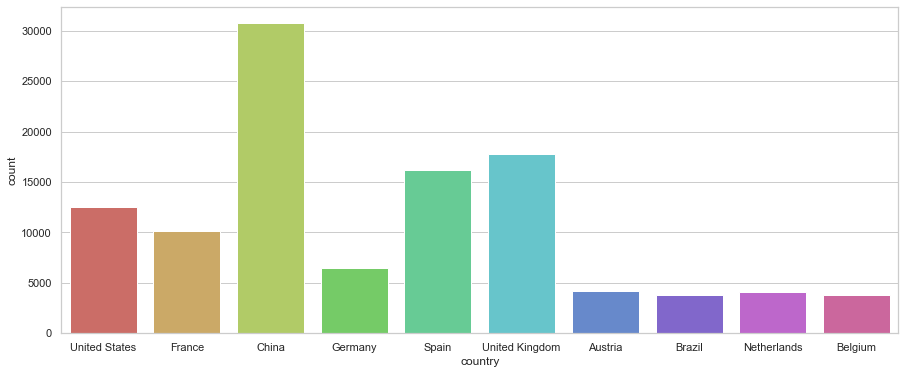 30000
25000
20000
15000
10000
5000
0
count
United States France China Germany Spain United Kingdom Austria Brazil Netherlands Belgium
country